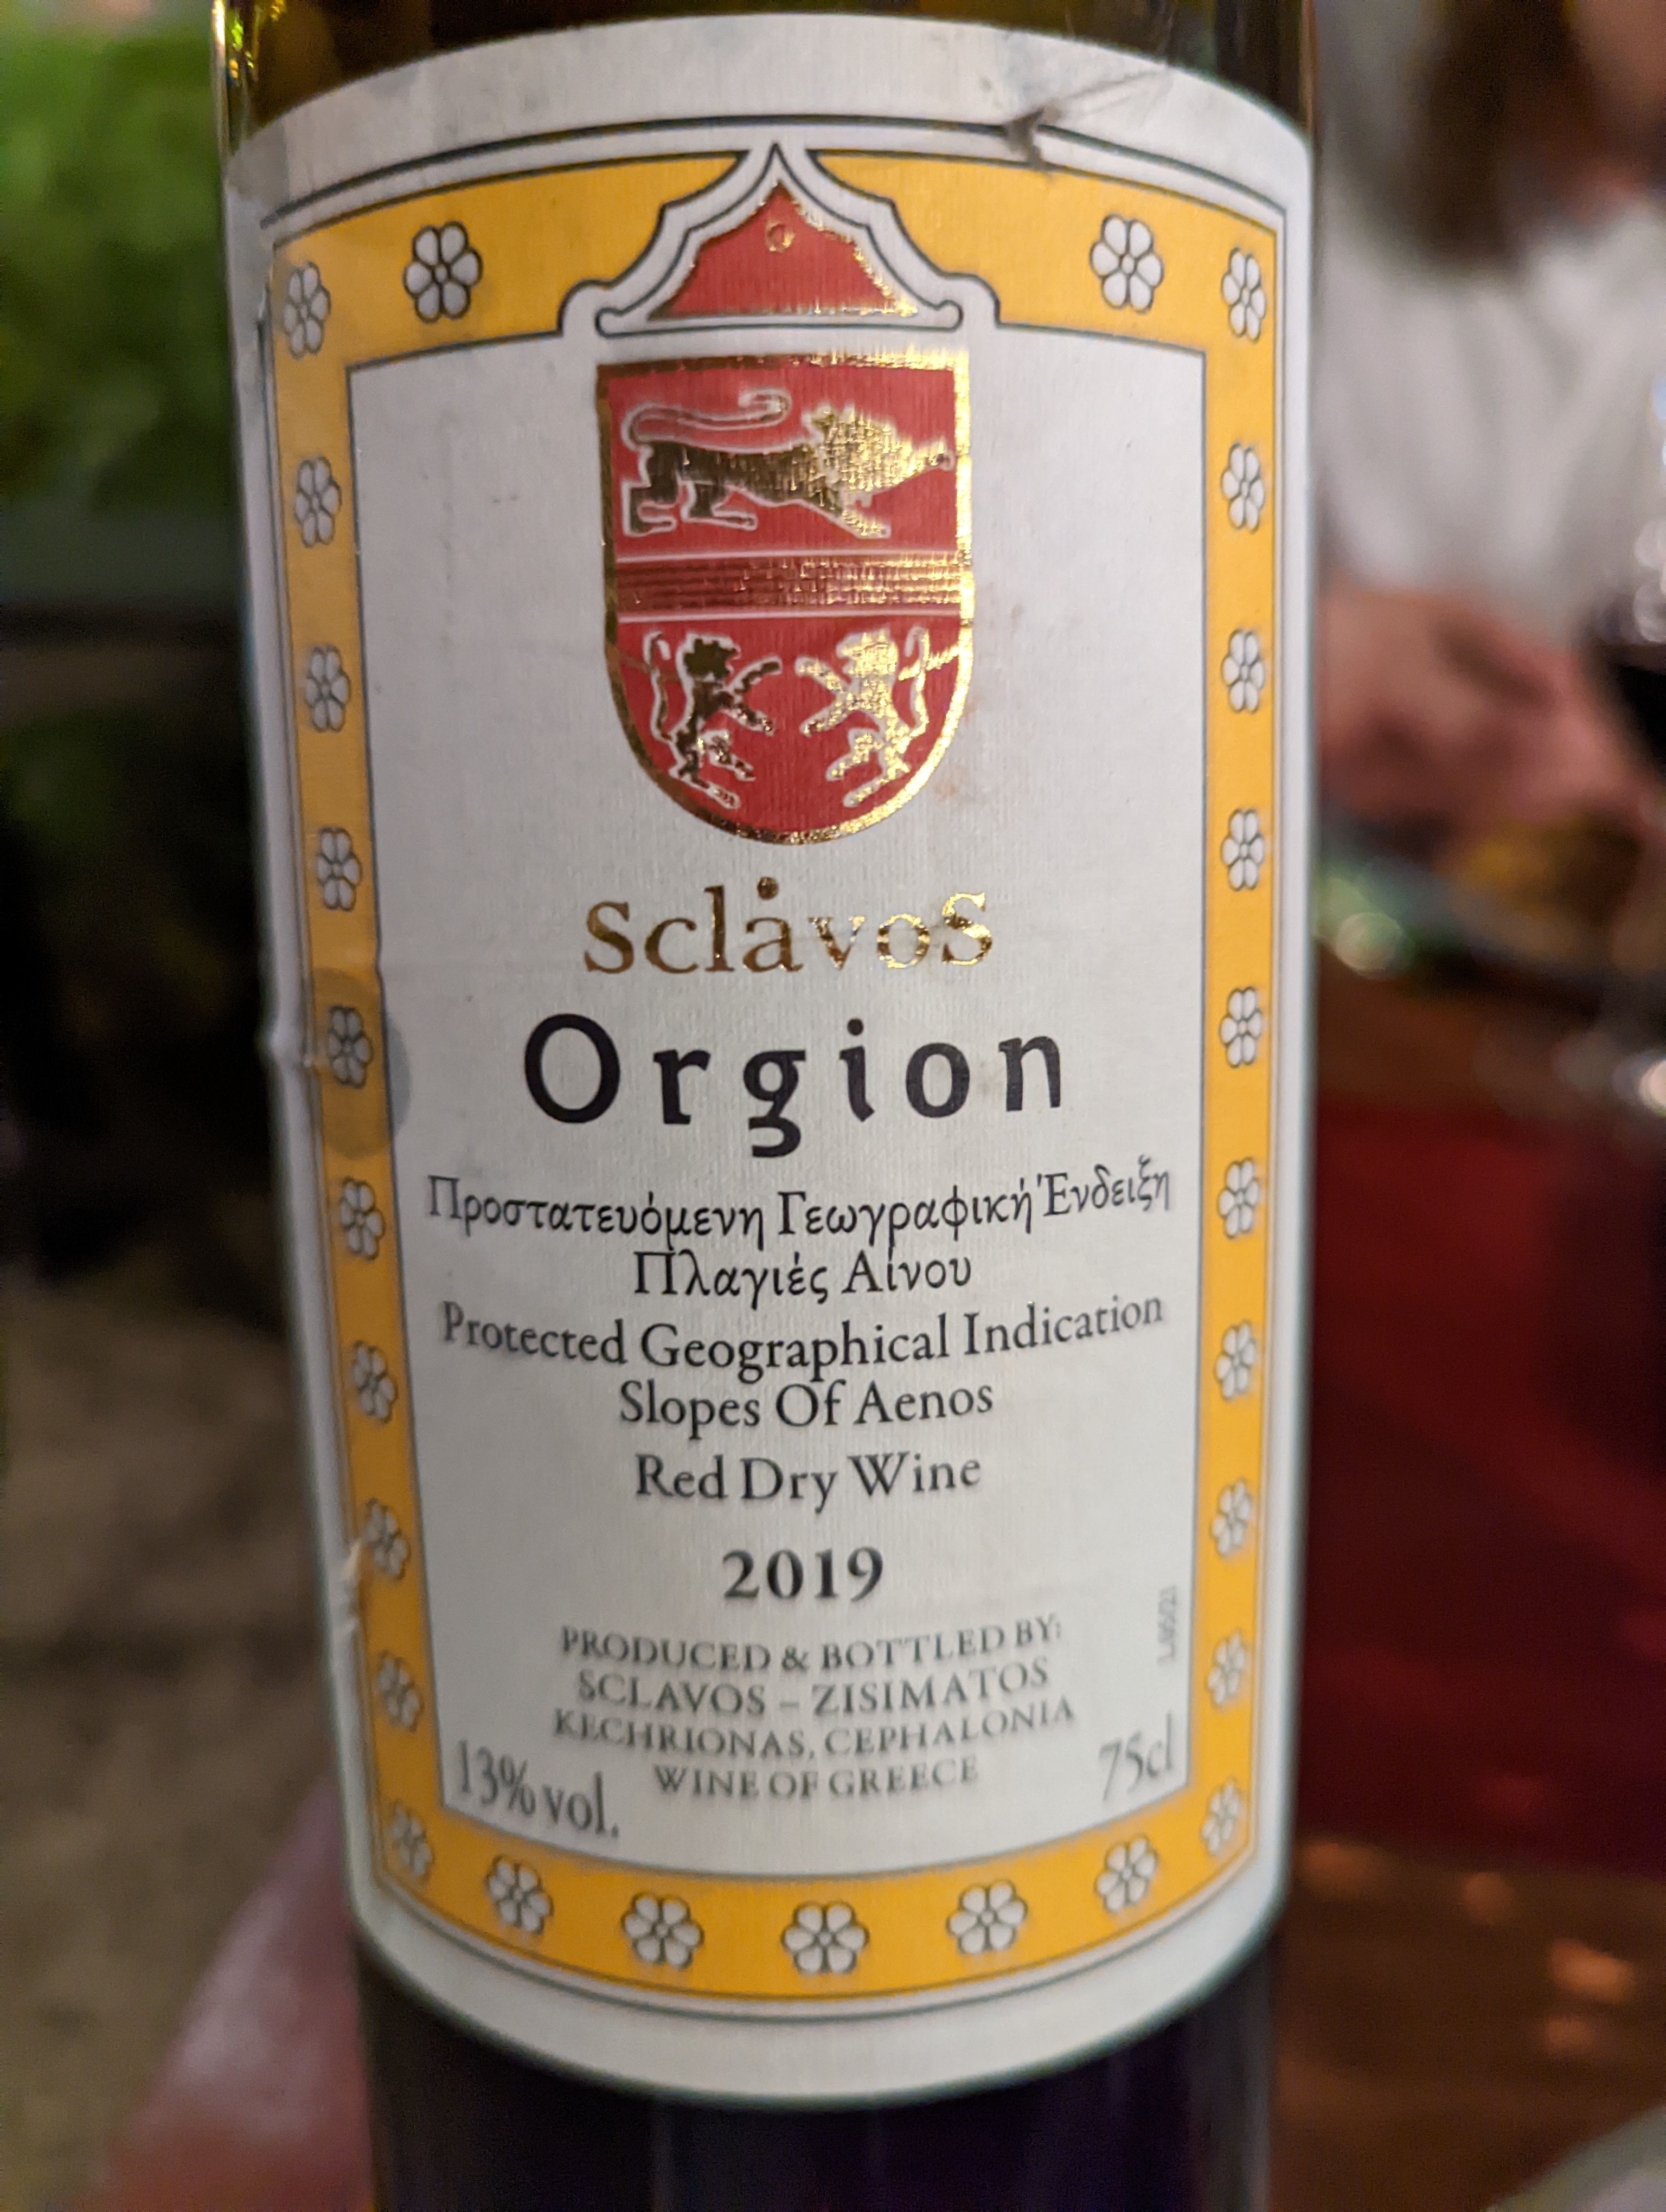 sclavos
Orgion
Προστατευόμενη Γεωγραφική Ένδειξη
Πλαγιές Αίνου
Protected Geographical Indication
Slopes Of Aenos
Red Dry Wine
2019
PRODUCED & BOTTLED BY:
SCLAVOS – ZISIMATOS
KECHRIONAS, CEPHALONIA
WINE OF GREECE
13% vol.
75cl